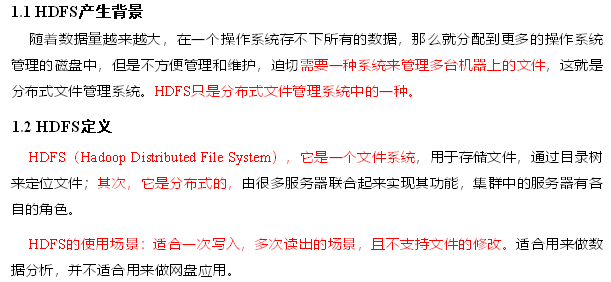 1.1 HDFS产生背景
随着数据量越来越大，在一个操作系统存不下所有的数据，那么就分配到更多的操作系统
管理的磁盘中，但是不方便管理和维护，迫切需要一种系统来管理多台机器上的文件，这就是
分布式文件管理系统。HDFS只是分布式文件管理系统中的一种。
1.2 HDFS定义
HDFS（Hadoop Distributed File System），它是一个文件系统，用于存储文件，通过目录树
来定位文件；其次，它是分布式的，由很多服务器联合起来实现其功能，集群中的服务器有各
自的角色。
HDFS的使用场景：适合一次写入，多次读出的场景，且不支持文件的修改。适合用来做数
据分析，并不适合用来做网盘应用。